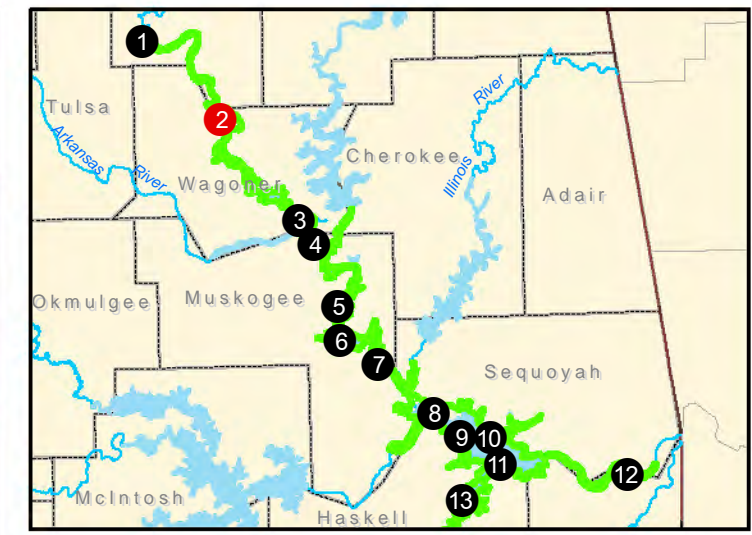 1
2
Tulsa
River
Arkansas
River
Cherokee
Illinois
Wagoner
Adair
3
4
Okmulgee
Muskogee
5
6
7
Sequoyah
8
9
10
11
12
McIntosh
13
Haskell